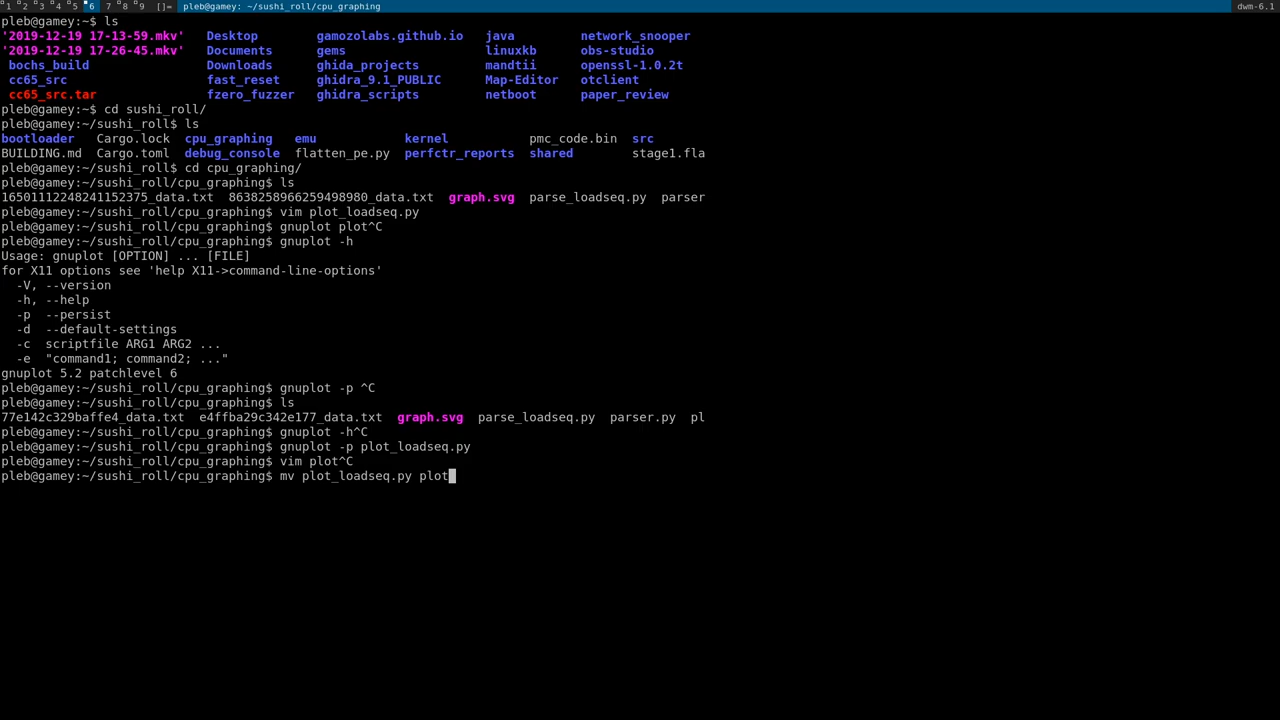 1 2 3 4 5 6 7 8 9 []= pleb@gamey: ~/sushi_roll/cpu_graphing dwm-6.1
pleb@gamey:~$ ls
'2019-12-19 17-13-59.mkv' Desktop gamozolabs.github.io java network_snooper
'2019-12-19 17-26-45.mkv' Documents gems linuxkb obs-studio
bochs_build Downloads ghida_projects mandtii openssl-1.0.2t
cc65_src fast_reset ghidra_9.1_PUBLIC Map-Editor otclient
cc65_src.tar fzero_fuzzer ghidra_scripts netboot paper_review
pleb@gamey:~$ cd sushi_roll/
pleb@gamey:~/sushi_roll$ ls
bootloader Cargo.lock cpu_graphing emu kernel pmc_code.bin src
BUILDING.md Cargo.toml debug_console flatten_pe.py perfctr_reports shared stage1.fla
pleb@gamey:~/sushi_roll$ cd cpu_graphing/
pleb@gamey:~/sushi_roll/cpu_graphing$ ls
16501112248241152375_data.txt 8638258966259498980_data.txt graph.svg parse_loadseq.py parser
pleb@gamey:~/sushi_roll/cpu_graphing$ vim plot_loadseq.py
pleb@gamey:~/sushi_roll/cpu_graphing$ gnuplot plot^C
pleb@gamey:~/sushi_roll/cpu_graphing$ gnuplot -h
Usage: gnuplot [OPTION] ... [FILE]
for X11 options see 'help X11->command-line-options'
-V, --version
-h, --help
-p --persist
-d --default-settings
-c scriptfile ARG1 ARG2 ...
-e "command1; command2; ..."
gnuplot 5.2 patchlevel 6
pleb@gamey:~/sushi_roll/cpu_graphing$ gnuplot -p ^C
pleb@gamey:~/sushi_roll/cpu_graphing$ ls
77e142c329baffe4_data.txt e4ffba29c342e177_data.txt graph.svg parse_loadseq.py parser.py pl
pleb@gamey:~/sushi_roll/cpu_graphing$ gnuplot -h^C
pleb@gamey:~/sushi_roll/cpu_graphing$ gnuplot -p plot_loadseq.py
pleb@gamey:~/sushi_roll/cpu_graphing$ vim plot^C
pleb@gamey:~/sushi_roll/cpu_graphing$ mv plot_loadseq.py plot